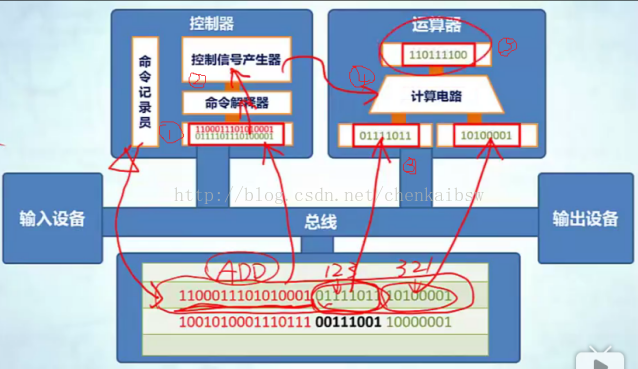 控制器
运算器
命令记录员
控制信号产生器
②
命令解释器
①
1100011101010001
0111101110100001
110111100
⑤
④
计算电路
01111011
10100001
③
http://blog.csdn.net/chenkaibsw
输入设备
总线
输出设备
ADD
123
321
1100011101010001 01111011 10100001
1001010001110111 00111001 10000001